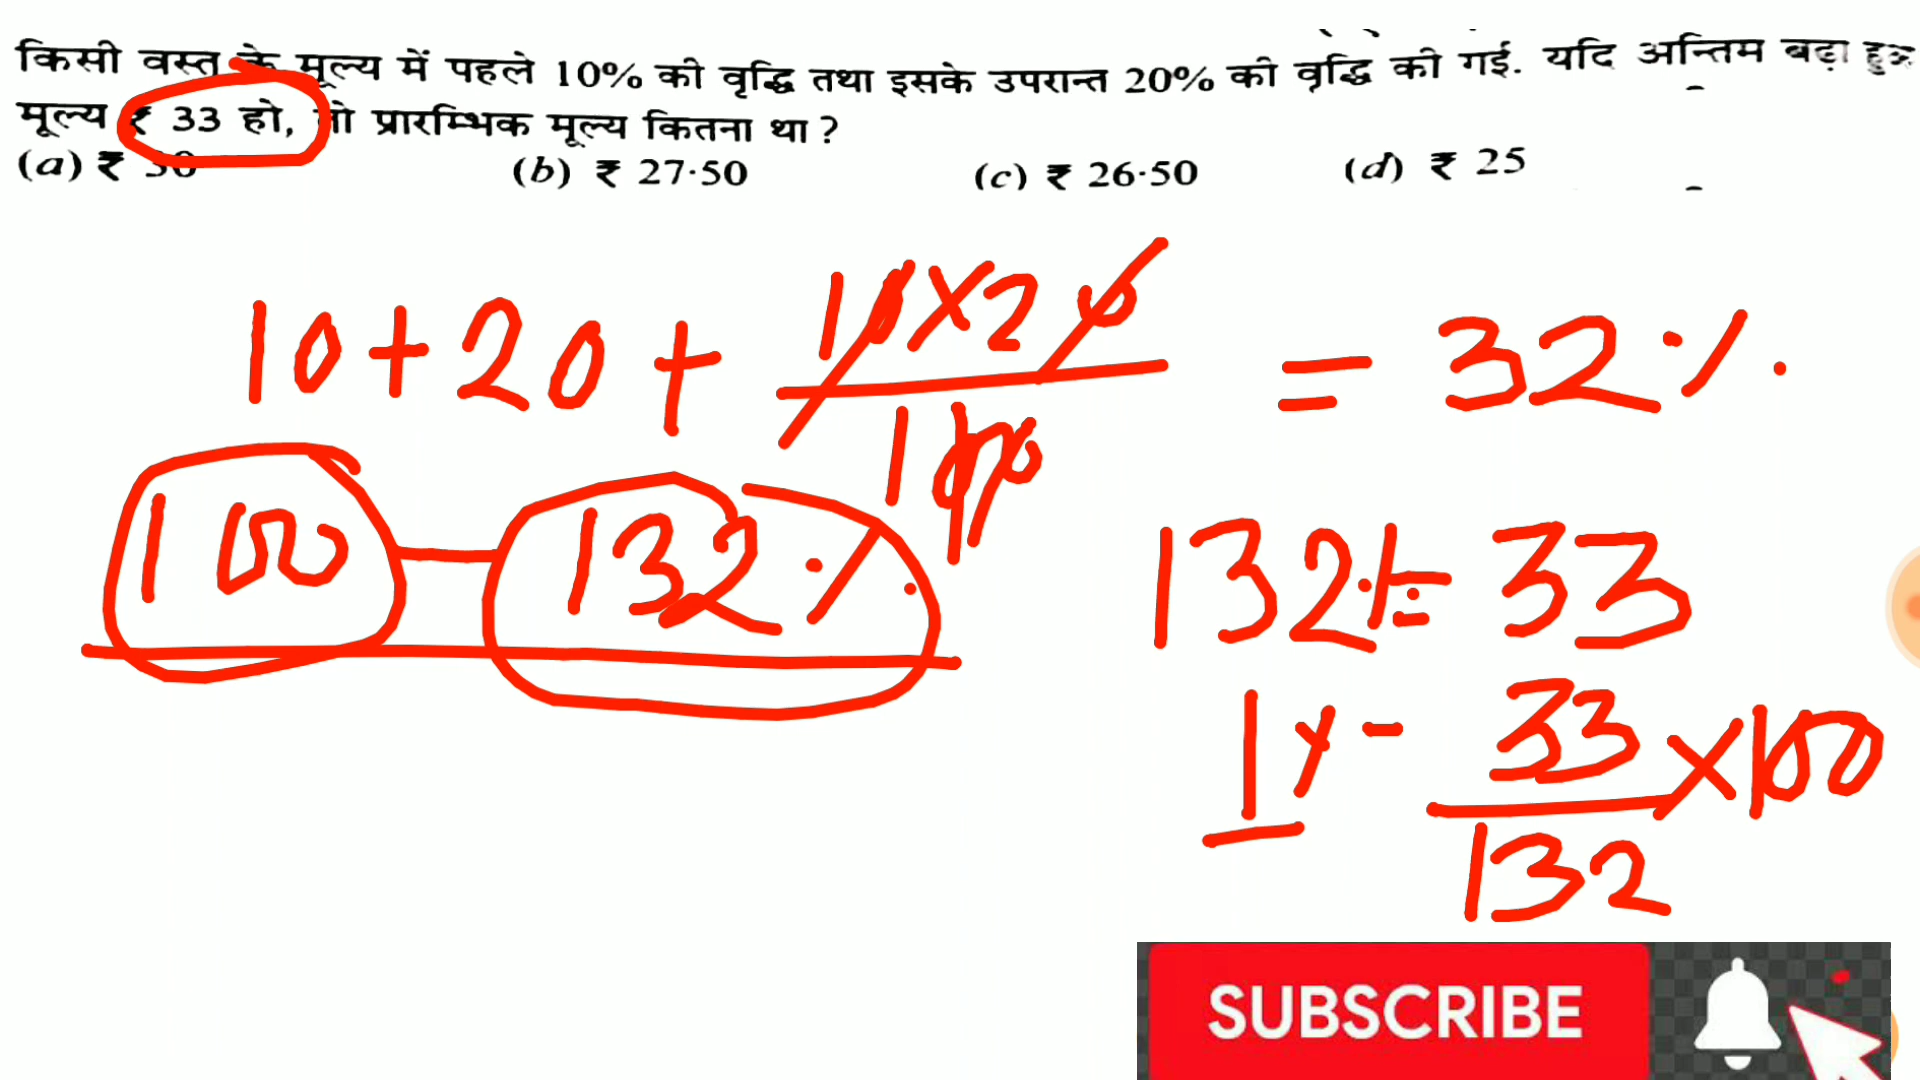 किसी वस्तु के मूल्य में पहले 10% की वृद्धि तथा इसके उपरान्त 20% की वृद्धि की गई. यदि अन्तिम बढ़ा हुआ
मूल्य ₹ 33 हो, तो प्रारम्भिक मूल्य कितना था ?
(a) ₹ 30 (b) ₹ 27·50 (c) ₹ 26·50 (d) ₹ 25
10 + 20 + 10×20/100 = 32%
100 — 132%
132% = 33
1% = 33/132 × 100
SUBSCRIBE